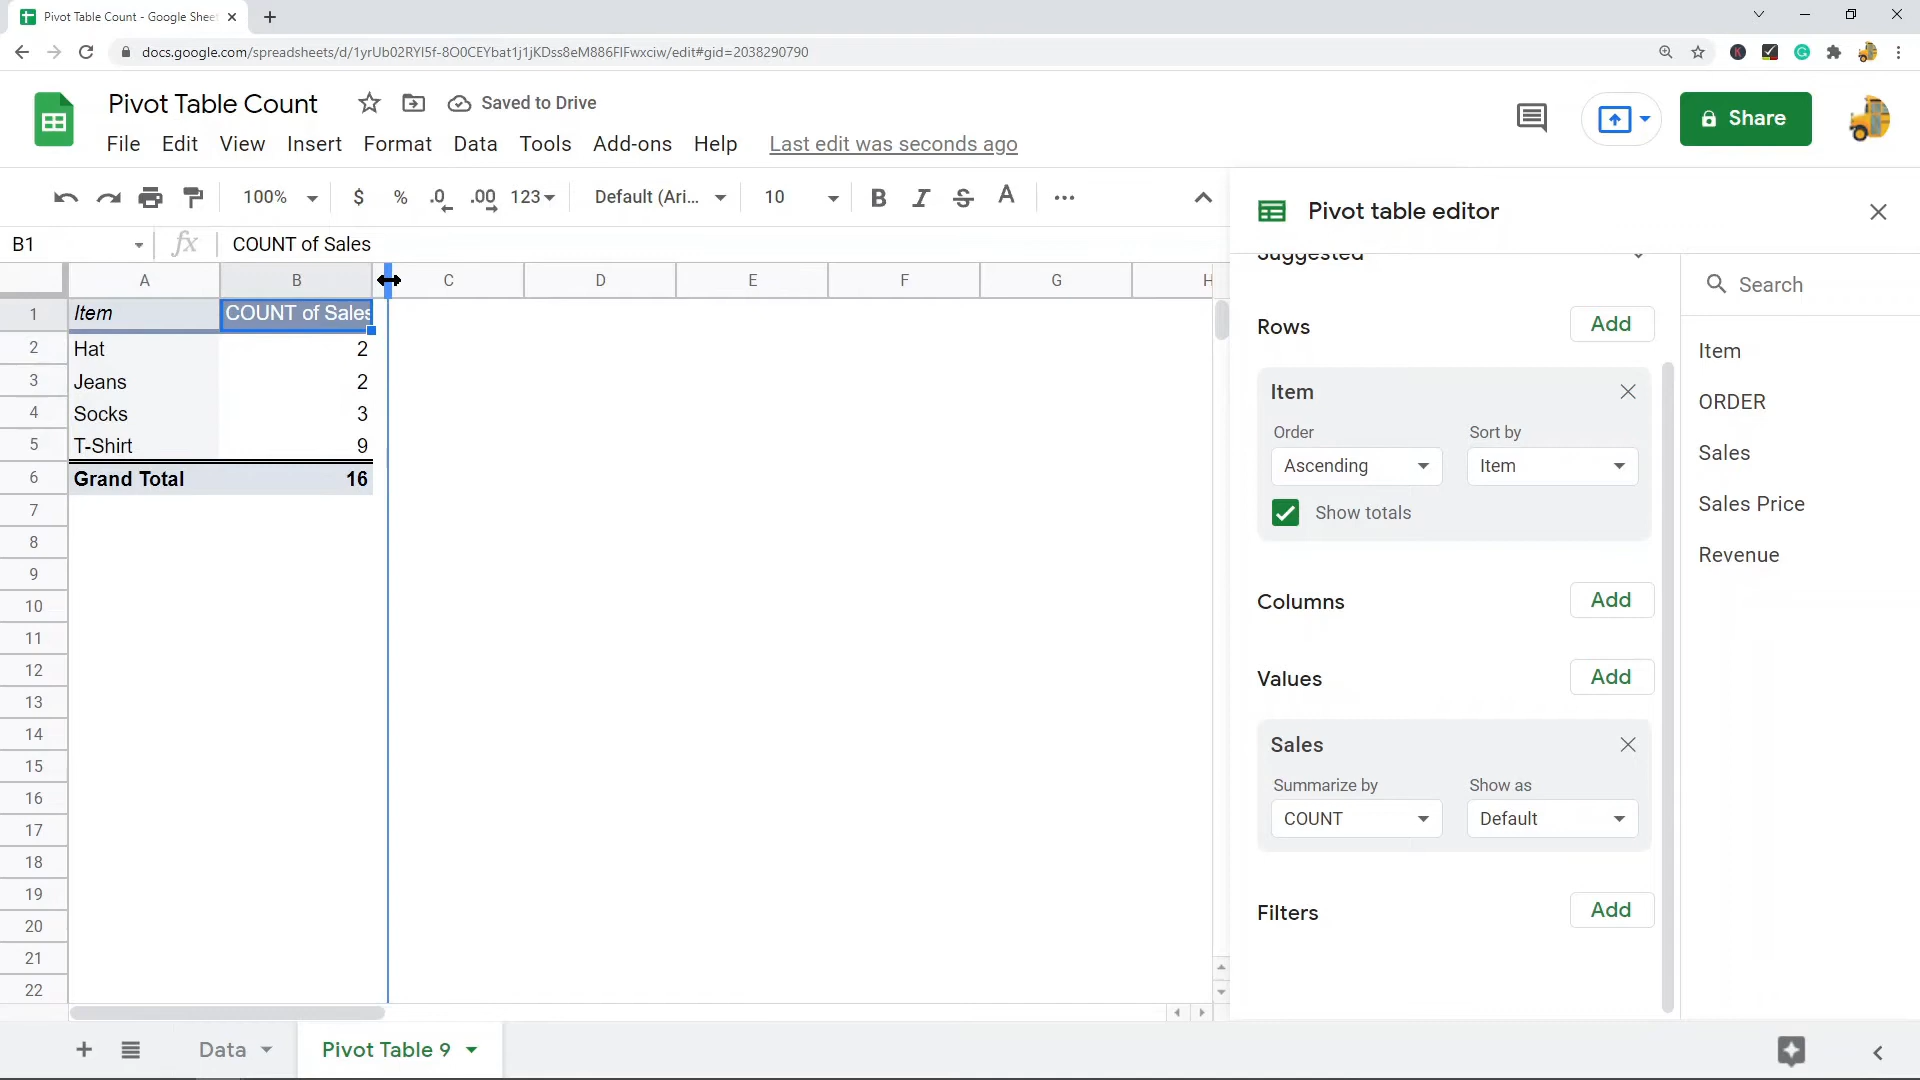 Pivot Table Count - Google Shee
docs.google.com/spreadsheets/d/1yrUb02RYI5f-8O0CEYbat1j1jKDss8eM886FIFwxciw/edit#gid=2038290790
Pivot Table Count
Saved to Drive
File Edit View Insert Format Data Tools Add-ons Help Last edit was seconds ago
Share
100% $ % .0 .00 123 Default (Ari... 10 B I S A
B1 fx COUNT of Sales
A B C D E F G H
1 Item COUNT of Sales
2 Hat 2
3 Jeans 2
4 Socks 3
5 T-Shirt 9
6 Grand Total 16
7
8
9
10
11
12
13
14
15
16
17
18
19
20
21
22
Data Pivot Table 9
Pivot table editor
Suggested
Rows Add
Item
Order Sort by
Ascending Item
Show totals
Columns Add
Values Add
Sales
Summarize by Show as
COUNT Default
Filters Add
Search
Item
ORDER
Sales
Sales Price
Revenue